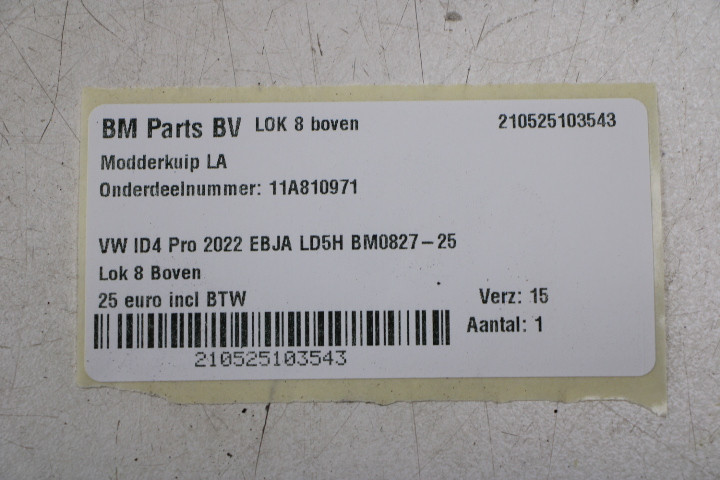 BM Parts BV LOK 8 boven 210525103543
Modderkuip LA
Onderdeelnummer: 11A810971
VW ID4 Pro 2022 EBJA LD5H BM0827-25
Lok 8 Boven
25 euro incl BTW Verz: 15
Aantal: 1
210525103543